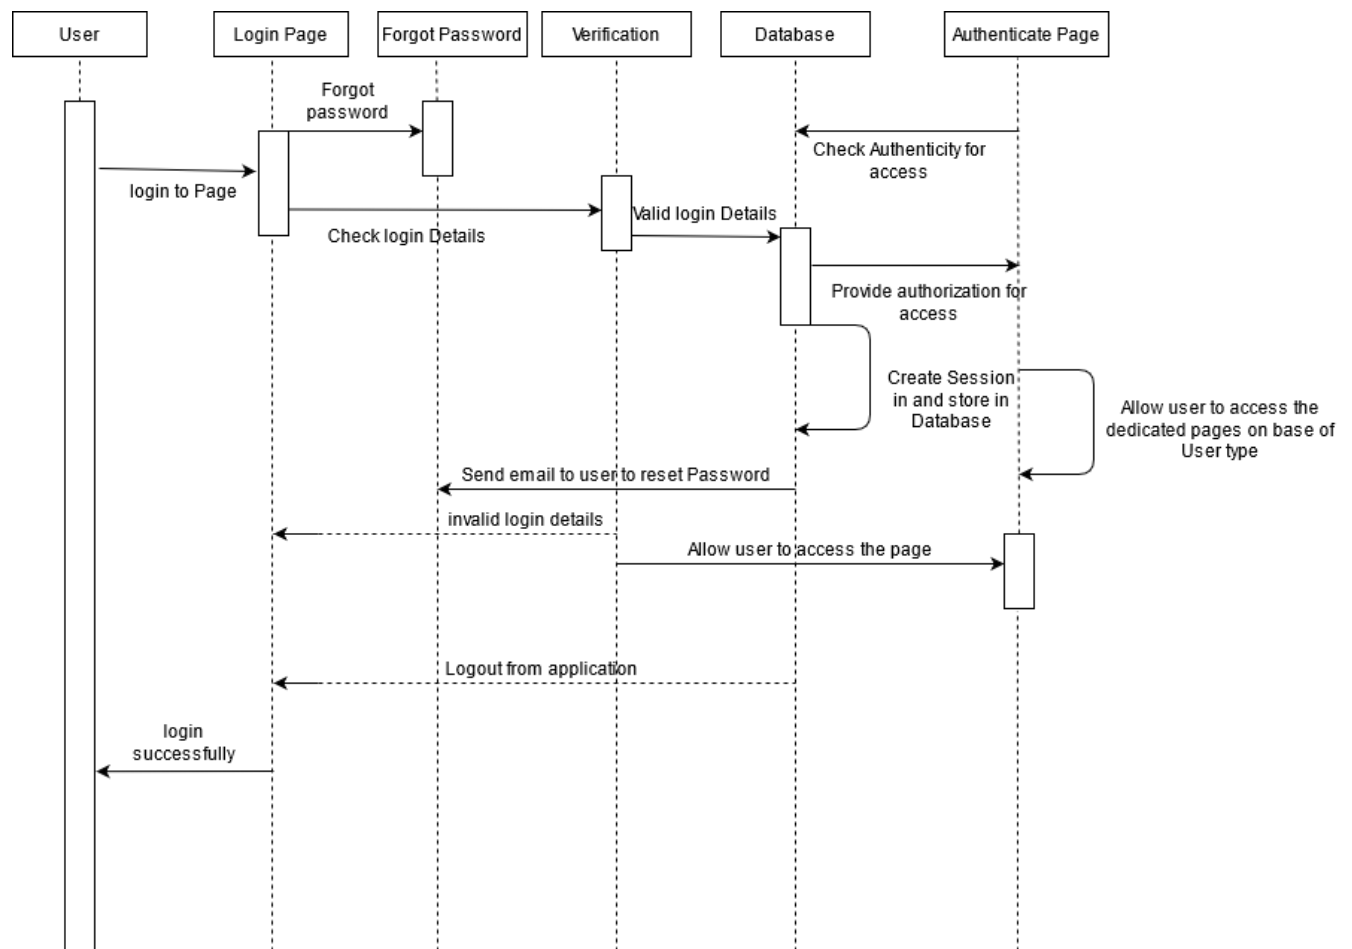 User
Login Page
Forgot Password
Verification
Database
Authenticate Page
Forgot
password
Check Authenticity for
access
login to Page
Valid login Details
Check login Details
Provide authorization for
access
Create Session
in and store in
Database
Allow user to access the
dedicated pages on base of
User type
Send email to user to reset Password
invalid login details
Allow user to access the page
Logout from application
login
successfully